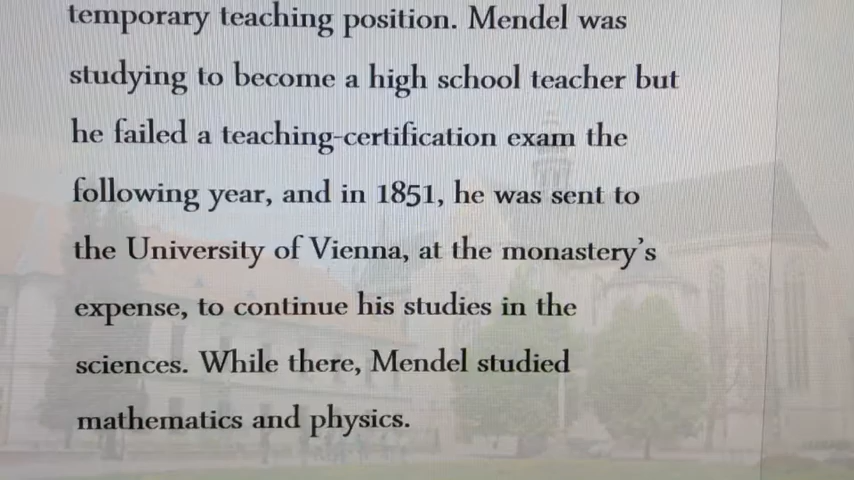 temporary teaching position. Mendel was
studying to become a high school teacher but
he failed a teaching-certification exam the
following year, and in 1851, he was sent to
the University of Vienna, at the monastery's
expense, to continue his studies in the
sciences. While there, Mendel studied
mathematics and physics.